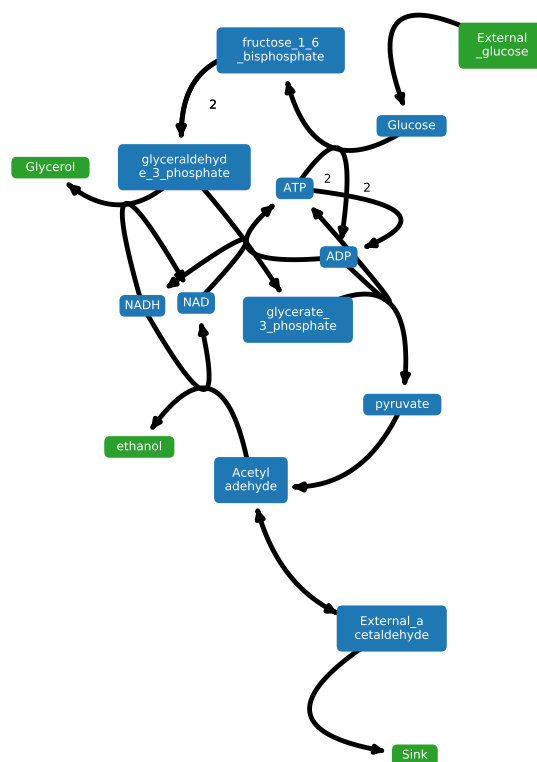 External
_glucose
fructose_1_6
_bisphosphate
2
Glucose
glyceraldehyd
e_3_phosphate
Glycerol
ATP
2
2
ADP
NADH
NAD
glycerate_
3_phosphate
pyruvate
ethanol
Acetyl
adehyde
External_a
cetaldehyde
Sink